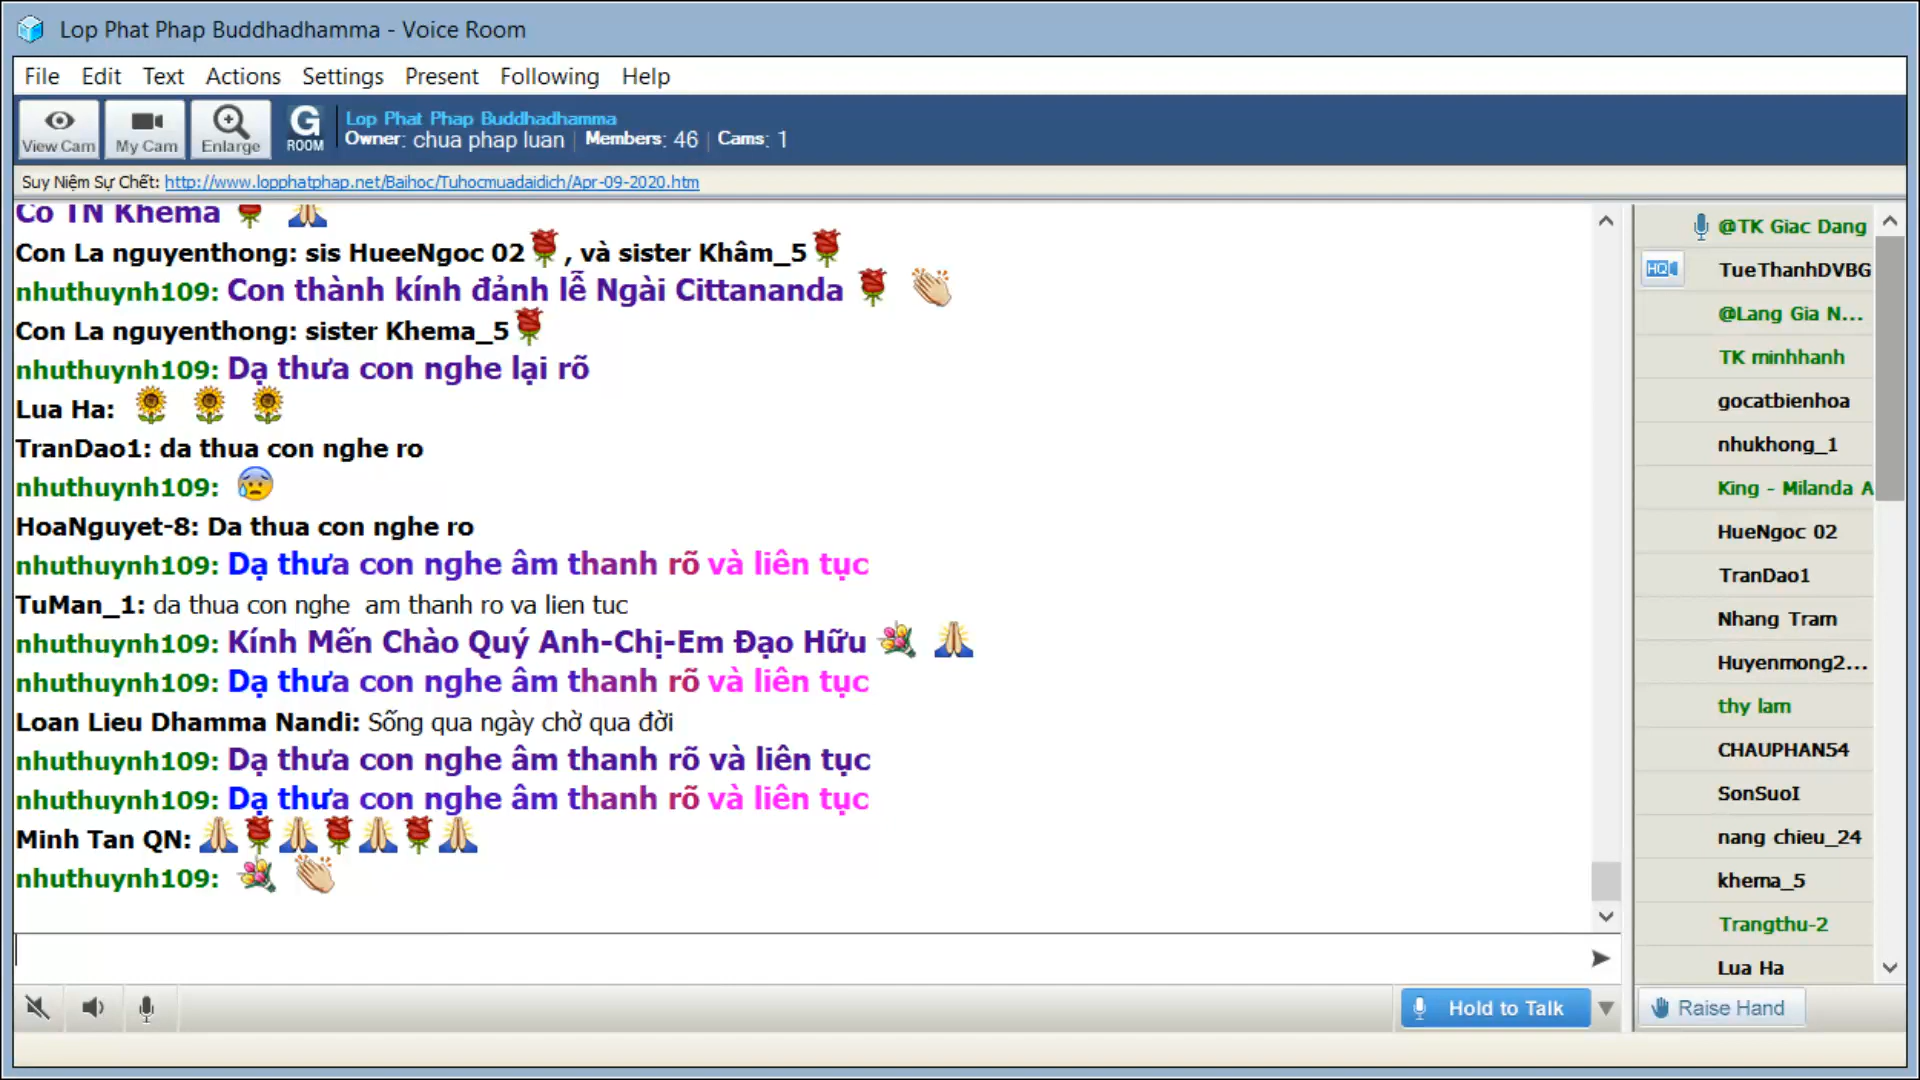 Lop Phat Phap Buddhadhamma - Voice Room
File Edit Text Actions Settings Present Following Help
View Cam My Cam Enlarge G ROOM
Lop Phat Phap Buddhadhamma
Owner: chua phap luan | Members: 46 | Cams: 1
Suy Niệm Sự Chết: http://www.lopphatphap.net/Baihoc/Tuhocmuadaidich/Apr-09-2020.htm
Co TN Khema
Con La nguyenthong: sis HueeNgoc 02, và sister Khâm_5
nhuthuynh109: Con thành kính đảnh lễ Ngài Cittananda
Con La nguyenthong: sister Khema_5
nhuthuynh109: Dạ thưa con nghe lại rõ
Lua Ha:
TranDao1: da thua con nghe ro
nhuthuynh109:
HoaNguyet-8: Da thua con nghe ro
nhuthuynh109: Dạ thưa con nghe âm thanh rõ và liên tục
TuMan_1: da thua con nghe  am thanh ro va lien tuc
nhuthuynh109: Kính Mến Chào Quý Anh-Chị-Em Đạo Hữu
nhuthuynh109: Dạ thưa con nghe âm thanh rõ và liên tục
Loan Lieu Dhamma Nandi: Sống qua ngày chờ qua đời
nhuthuynh109: Dạ thưa con nghe âm thanh rõ và liên tục
nhuthuynh109: Dạ thưa con nghe âm thanh rõ và liên tục
Minh Tan QN:
nhuthuynh109:
@TK Giac Dang
HQ TueThanhDVBG
@Lang Gia N...
TK minhhanh
gocatbienhoa
nhukhong_1
King - Milanda A
HueNgoc 02
TranDao1
Nhang Tram
Huyenmong2...
thy lam
CHAUPHAN54
SonSuoI
nang chieu_24
khema_5
Trangthu-2
Lua Ha
Hold to Talk
Raise Hand